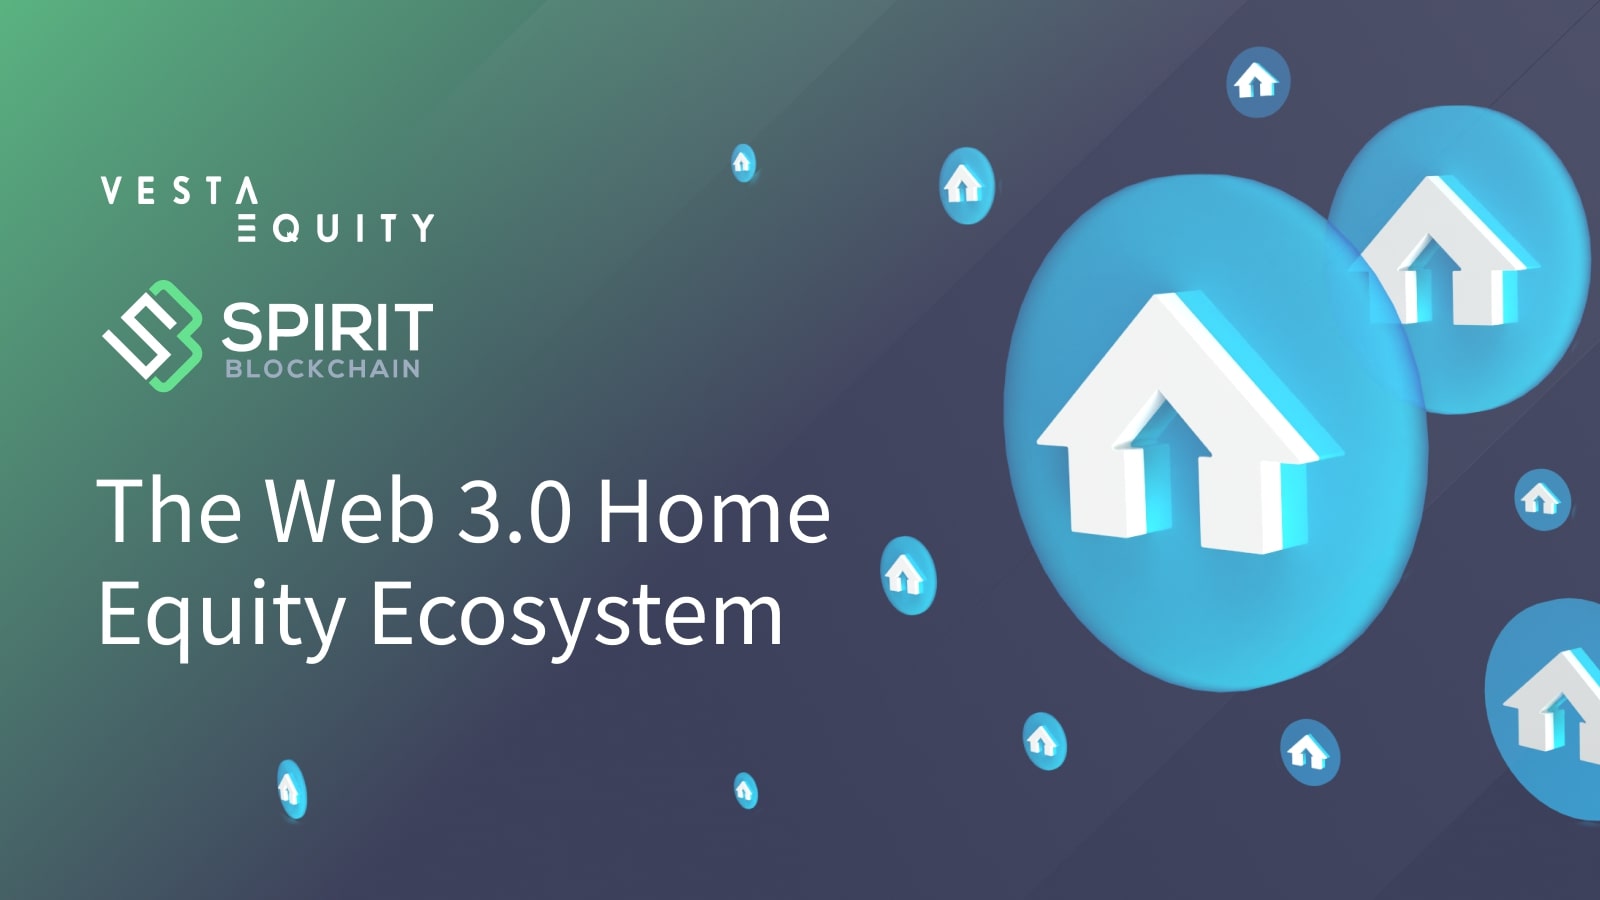 VESTA
EQUITY
SPIRIT
BLOCKCHAIN
The Web 3.0 Home
Equity Ecosystem